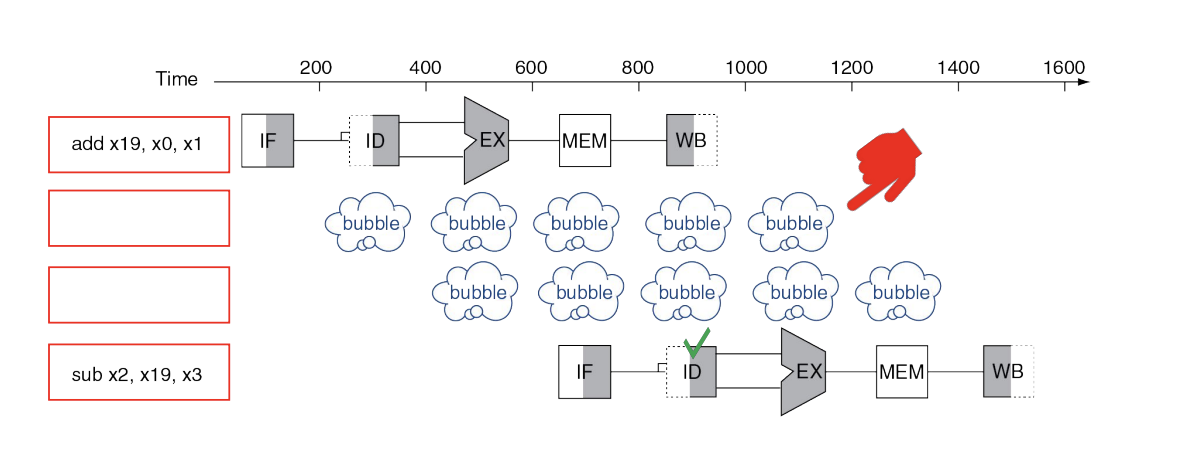 200 400 600 800 1000 1200 1400 1600
Time
add x19, x0, x1
IF ID EX MEM WB
bubble bubble bubble bubble bubble
bubble bubble bubble bubble bubble
sub x2, x19, x3
IF ID EX MEM WB